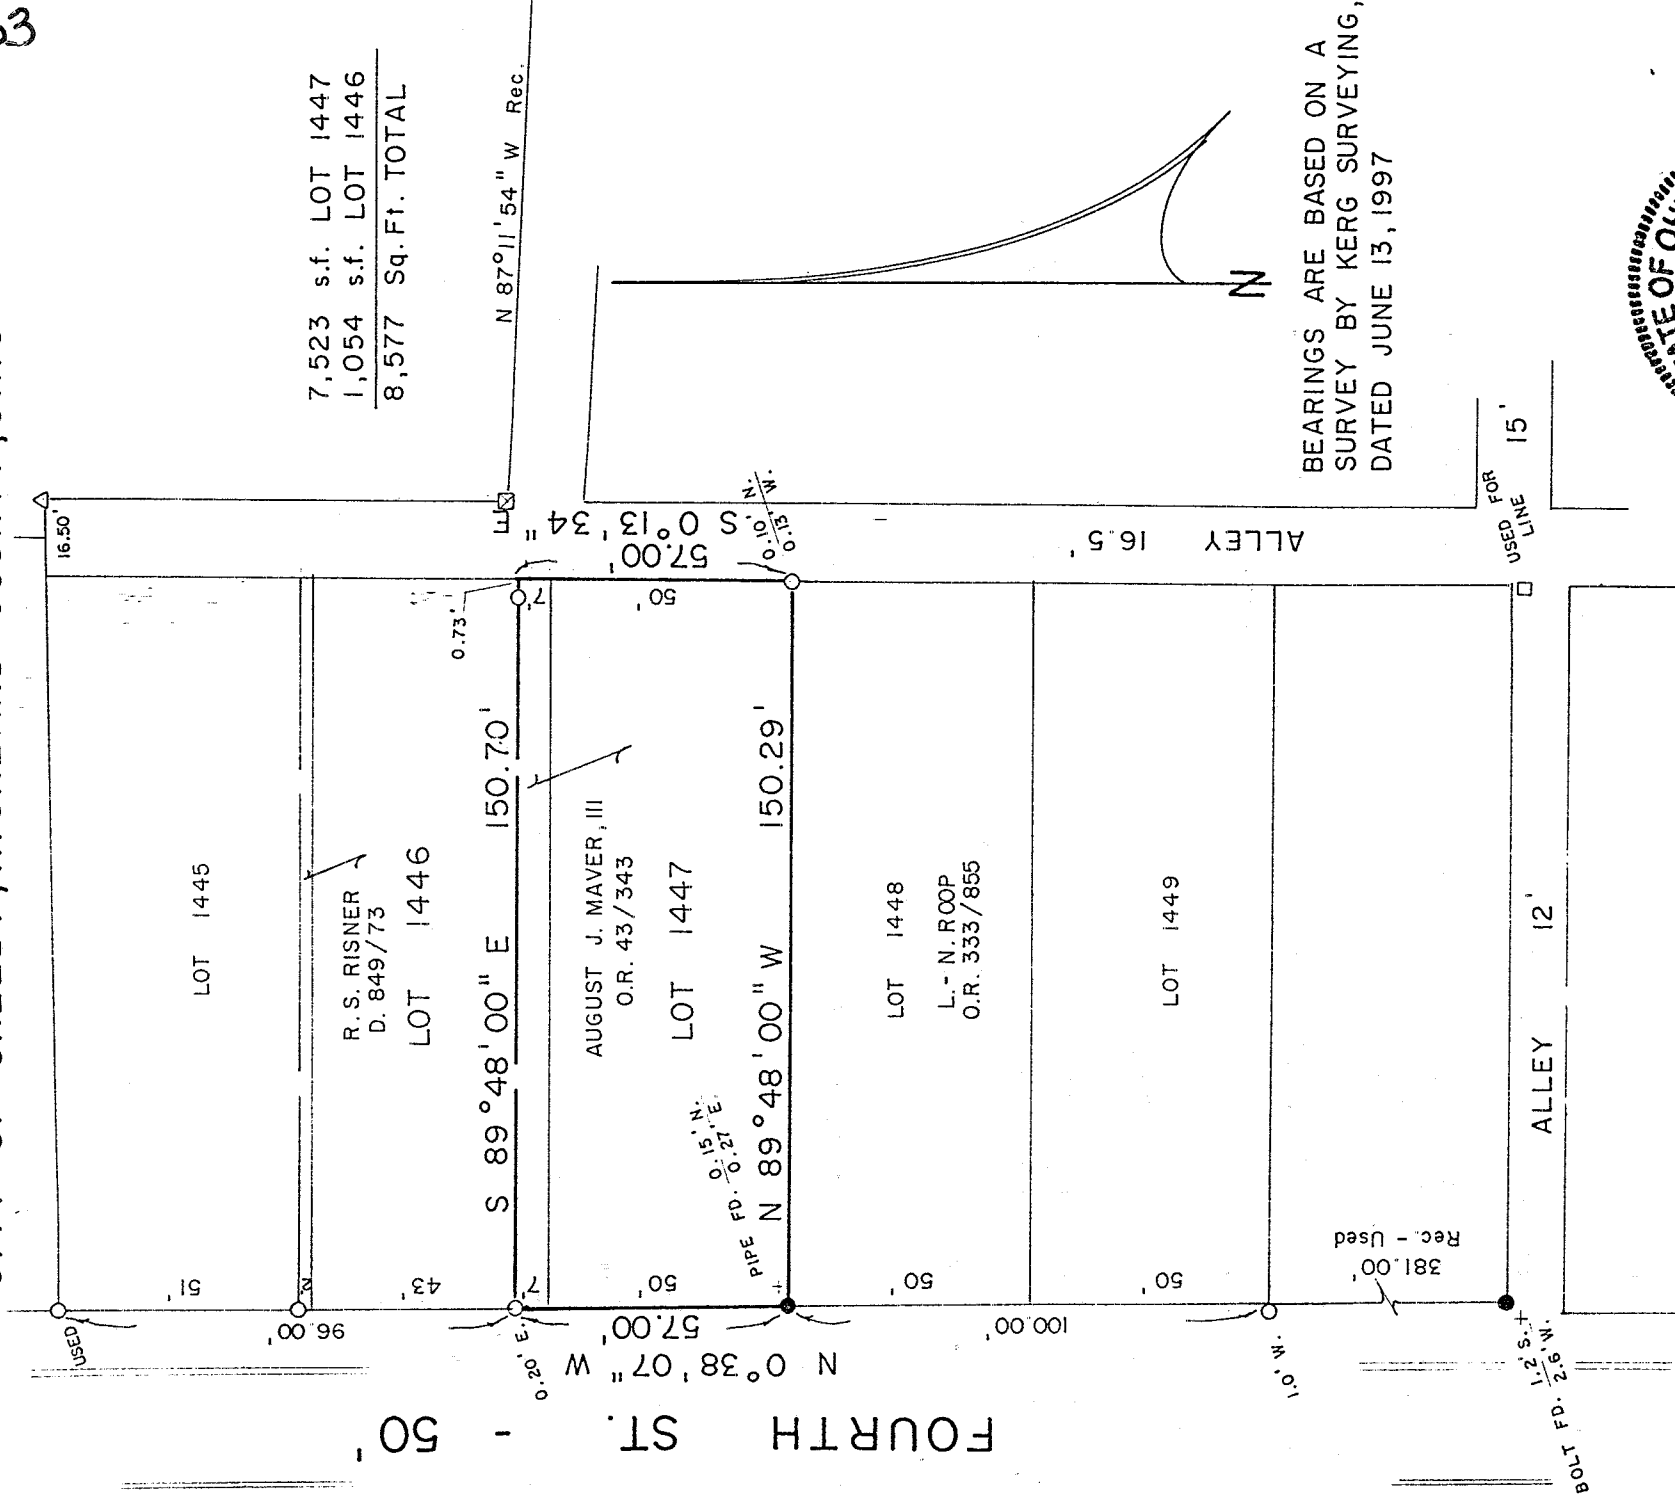 53
7,523 s.f. LOT 1447
1,054 s.f. LOT 1446
8,577 Sq. Ft. TOTAL
N 87°11'54" W Rec.
N
BEARINGS ARE BASED ON A
SURVEY BY KERG SURVEYING,
DATED JUNE 13, 1997
16.50'
S 0°13'34" E
57.00'
0.10' N.
0.13' W.
ALLEY 16.5'
USED FOR
LINE
15'
0.73'
7'
50'
LOT 1445
R. S. RISNER
D. 849/73
LOT 1446
S 89°48'00" E 150.70'
AUGUST J. MAVER, III
O.R. 43/343
LOT 1447
N 89°48'00" W 150.29'
PIPE FD. 0.15' N.
0.27' E.
LOT 1448
L.-N. ROOP
O.R. 333/855
LOT 1449
ALLEY 12'
51'
2'
43'
7'
50'
50'
50'
381.00'
Rec. - Used
USED
96.00'
0.20' E.
57.00'
100.00'
1.0' W.
N 0°38'07" W
BOLT FD. 1.2' S.
2.6' W.
FOURTH ST. - 50'